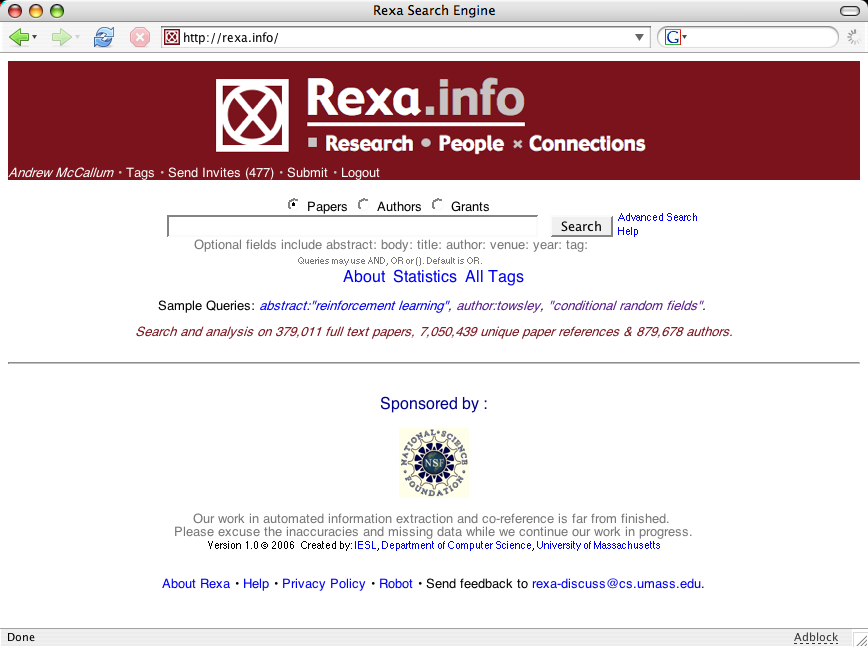 Rexa Search Engine
http://rexa.info/
G
Rexa.info
Research People Connections
Andrew McCallum · Tags · Send Invites (477) · Submit · Logout
Papers Authors Grants
Search
Advanced Search
Help
Optional fields include abstract: body: title: author: venue: year: tag:
Queries may use AND, OR or (). Default is OR.
About Statistics All Tags
Sample Queries: abstract:"reinforcement learning", author:towsley, "conditional random fields".
Search and analysis on 379,011 full text papers, 7,050,439 unique paper references & 879,678 authors.
Sponsored by :
NATIONAL SCIENCE FOUNDATION
NSF
Our work in automated information extraction and co-reference is far from finished.
Please excuse the inaccuracies and missing data while we continue our work in progress.
Version 1.0 © 2006 Created by: IESL, Department of Computer Science, University of Massachusetts
About Rexa · Help · Privacy Policy · Robot · Send feedback to rexa-discuss@cs.umass.edu.
Done
Adblock